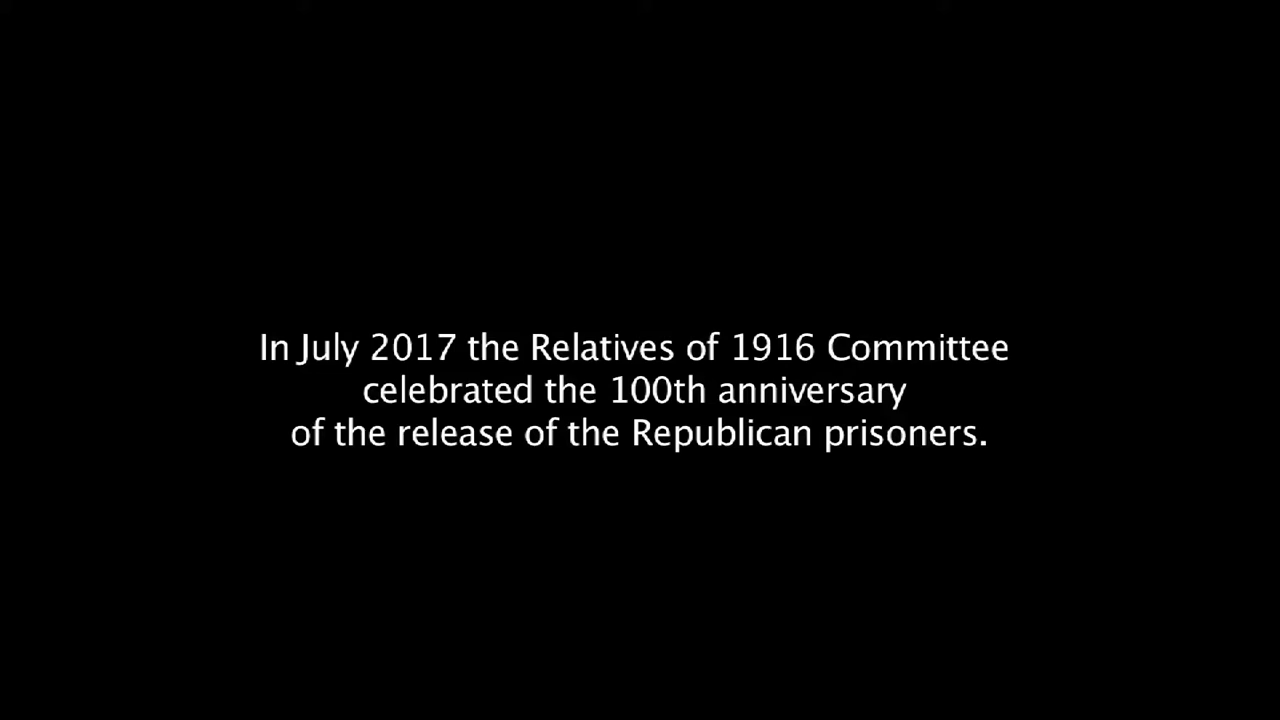 In July 2017 the Relatives of 1916 Committee
celebrated the 100th anniversary
of the release of the Republican prisoners.